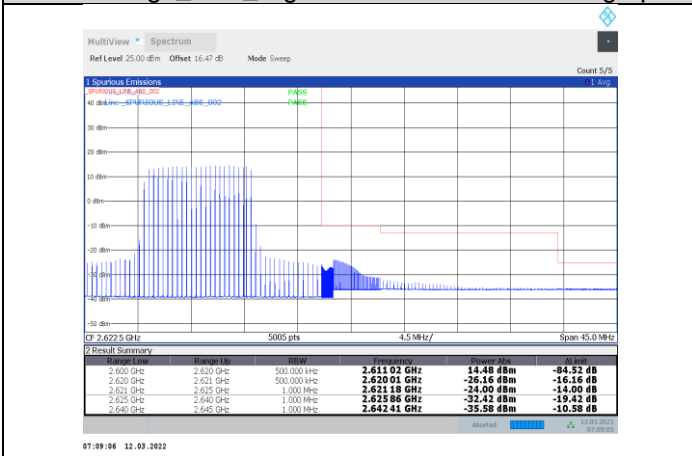 MultiView Spectrum
Ref Level 25.00 dBm Offset 16.47 dB Mode Sweep
Count 5/5
1 Spurious Emissions 1 Avg
_SPURIOUS_LINE_ABS_002 PASS
_SPURIOUS_LINE_ABS_002 PASS
30 dBm
20 dBm
10 dBm
0 dBm
-10 dBm
-20 dBm
-30 dBm
-40 dBm
-50 dBm
CF 2.6225 GHz 5005 pts 4.5 MHz/ Span 45.0 MHz
2 Result Summary
Range Low Range Up RBW Frequency Power Abs ΔLimit
2.600 GHz 2.620 GHz 500.000 kHz 2.611 02 GHz 14.48 dBm -84.52 dB
2.620 GHz 2.621 GHz 500.000 kHz 2.620 01 GHz -26.16 dBm -16.16 dB
2.621 GHz 2.625 GHz 1.000 MHz 2.621 18 GHz -24.00 dBm -14.00 dB
2.625 GHz 2.640 GHz 1.000 MHz 2.625 86 GHz -32.42 dBm -19.42 dB
2.640 GHz 2.645 GHz 1.000 MHz 2.642 41 GHz -35.58 dBm -10.58 dB
Aborted 12.03.2022
07:09:05
07:09:06 12.03.2022